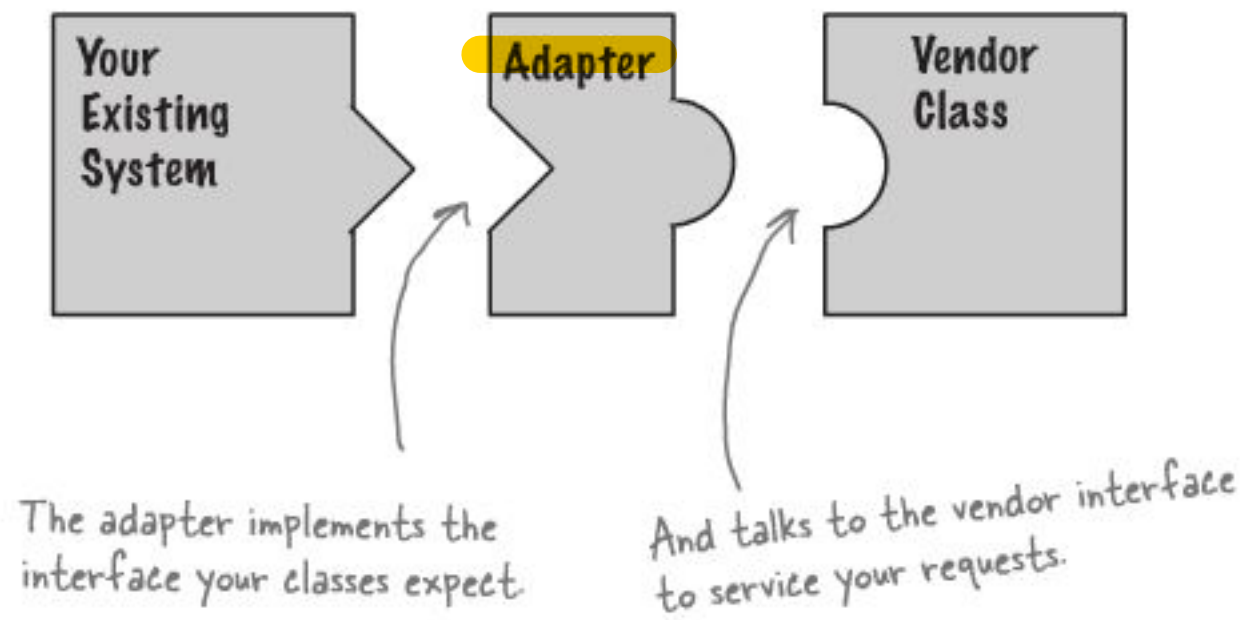 Your
Existing
System
Adapter
Vendor
Class
The adapter implements the
interface your classes expect.
And talks to the vendor interface
to service your requests.